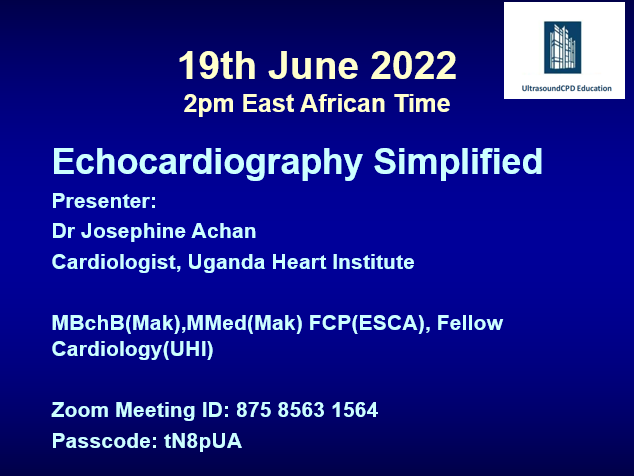 19th June 2022
2pm East African Time
UltrasoundCPD Education
Echocardiography Simplified
Presenter:
Dr Josephine Achan
Cardiologist, Uganda Heart Institute
MBchB(Mak),MMed(Mak) FCP(ESCA), Fellow
Cardiology(UHI)
Zoom Meeting ID: 875 8563 1564
Passcode: tN8pUA